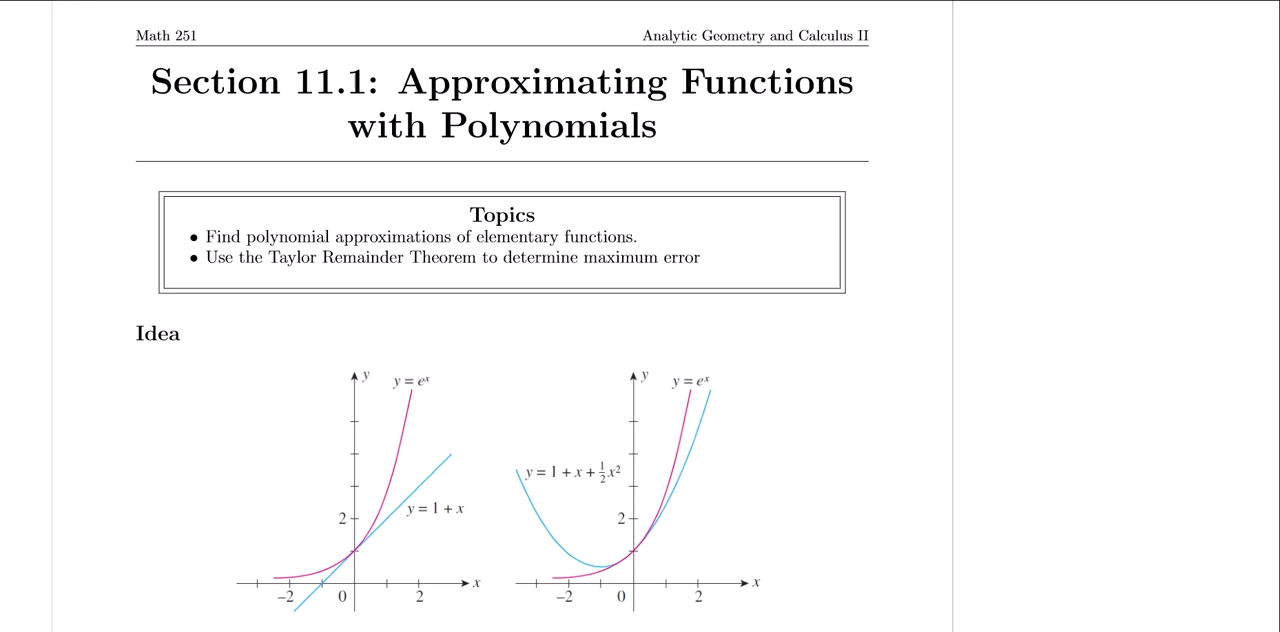 Math 251 Analytic Geometry and Calculus II
Section 11.1: Approximating Functions
with Polynomials
Topics
• Find polynomial approximations of elementary functions.
• Use the Taylor Remainder Theorem to determine maximum error
Idea
y
y = eˣ
y = 1 + x
2
−2
0
2
x
y
y = eˣ
y = 1 + x + ½x²
2
−2
0
2
x